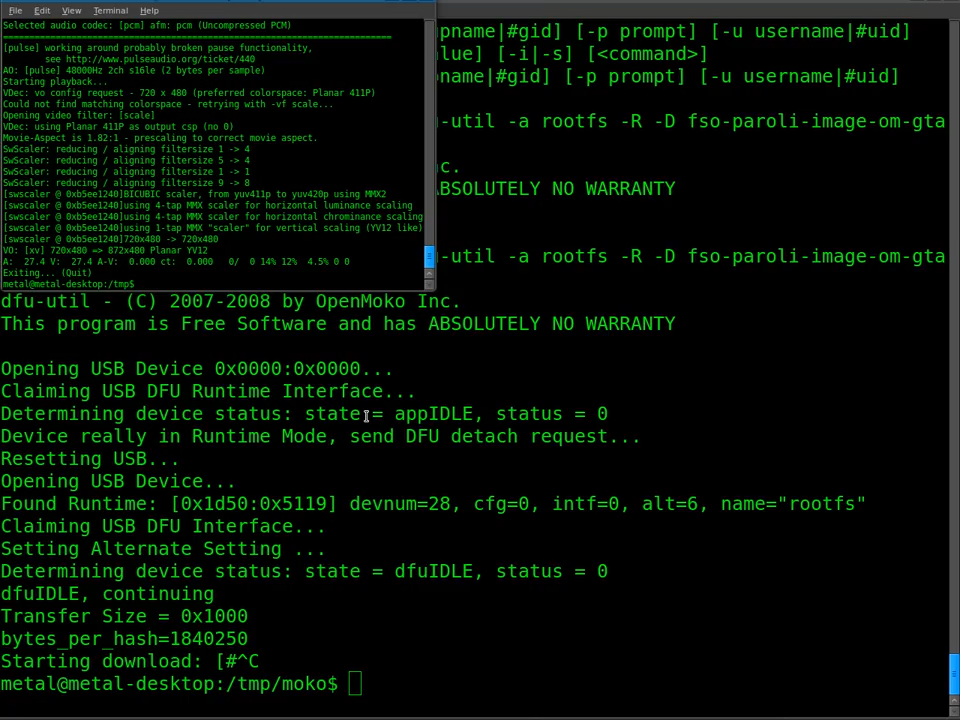 File Edit View Terminal Help
Selected audio codec: [pcm] afm: pcm (Uncompressed PCM)
==========================================================================
[pulse] working around probably broken pause functionality,
see http://www.pulseaudio.org/ticket/440
AO: [pulse] 48000Hz 2ch s16le (2 bytes per sample)
Starting playback...
VDec: vo config request - 720 x 480 (preferred colorspace: Planar 411P)
Could not find matching colorspace - retrying with -vf scale...
Opening video filter: [scale]
VDec: using Planar 411P as output csp (no 0)
Movie-Aspect is 1.82:1 - prescaling to correct movie aspect.
SwScaler: reducing / aligning filtersize 1 -> 4
SwScaler: reducing / aligning filtersize 5 -> 4
SwScaler: reducing / aligning filtersize 1 -> 1
SwScaler: reducing / aligning filtersize 9 -> 8
[swscaler @ 0xb5ee1240]BICUBIC scaler, from yuv411p to yuv420p using MMX2
[swscaler @ 0xb5ee1240]using 4-tap MMX scaler for horizontal luminance scaling
[swscaler @ 0xb5ee1240]using 4-tap MMX scaler for horizontal chrominance scaling
[swscaler @ 0xb5ee1240]using 1-tap MMX "scaler" for vertical scaling (YV12 like)
[swscaler @ 0xb5ee1240]720x480 -> 720x480
VO: [xv] 720x480 => 872x480 Planar YV12
A: 27.4 V: 27.4 A-V: 0.000 ct: 0.000 0/ 0 14% 12% 4.5% 0 0
Exiting... (Quit)
metal@metal-desktop:/tmp$
pname|#gid] [-p prompt] [-u username|#uid]
alue] [-i|-s] [<command>]
pname|#gid] [-p prompt] [-u username|#uid]
-util -a rootfs -R -D fso-paroli-image-om-gta
nc.
ABSOLUTELY NO WARRANTY
-util -a rootfs -R -D fso-paroli-image-om-gta
dfu-util - (C) 2007-2008 by OpenMoko Inc.
This program is Free Software and has ABSOLUTELY NO WARRANTY
Opening USB Device 0x0000:0x0000...
Claiming USB DFU Runtime Interface...
Determining device status: state = appIDLE, status = 0
Device really in Runtime Mode, send DFU detach request...
Resetting USB...
Opening USB Device...
Found Runtime: [0x1d50:0x5119] devnum=28, cfg=0, intf=0, alt=6, name="rootfs"
Claiming USB DFU Interface...
Setting Alternate Setting ...
Determining device status: state = dfuIDLE, status = 0
dfuIDLE, continuing
Transfer Size = 0x1000
bytes_per_hash=1840250
Starting download: [#^C
metal@metal-desktop:/tmp/moko$